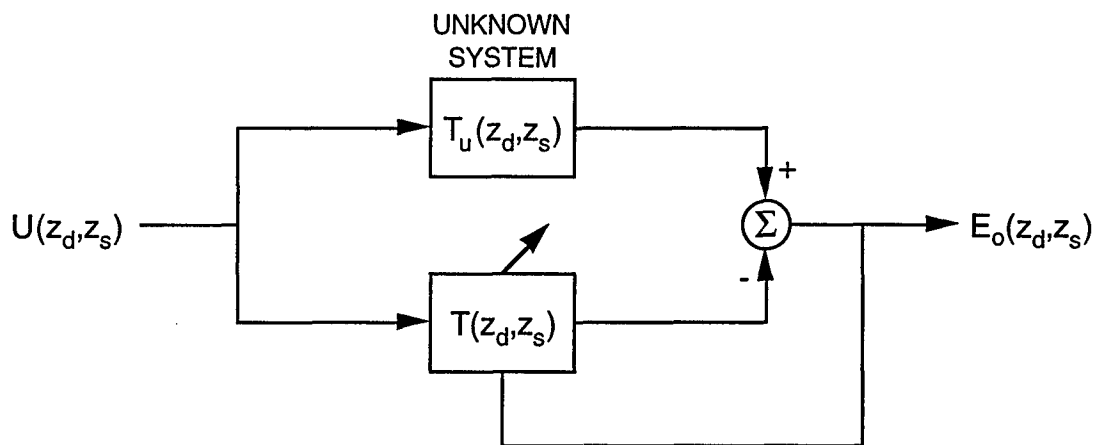 UNKNOWN
SYSTEM
T_u(z_d,z_s)
+
U(z_d,z_s)
Σ
E_o(z_d,z_s)
-
T(z_d,z_s)